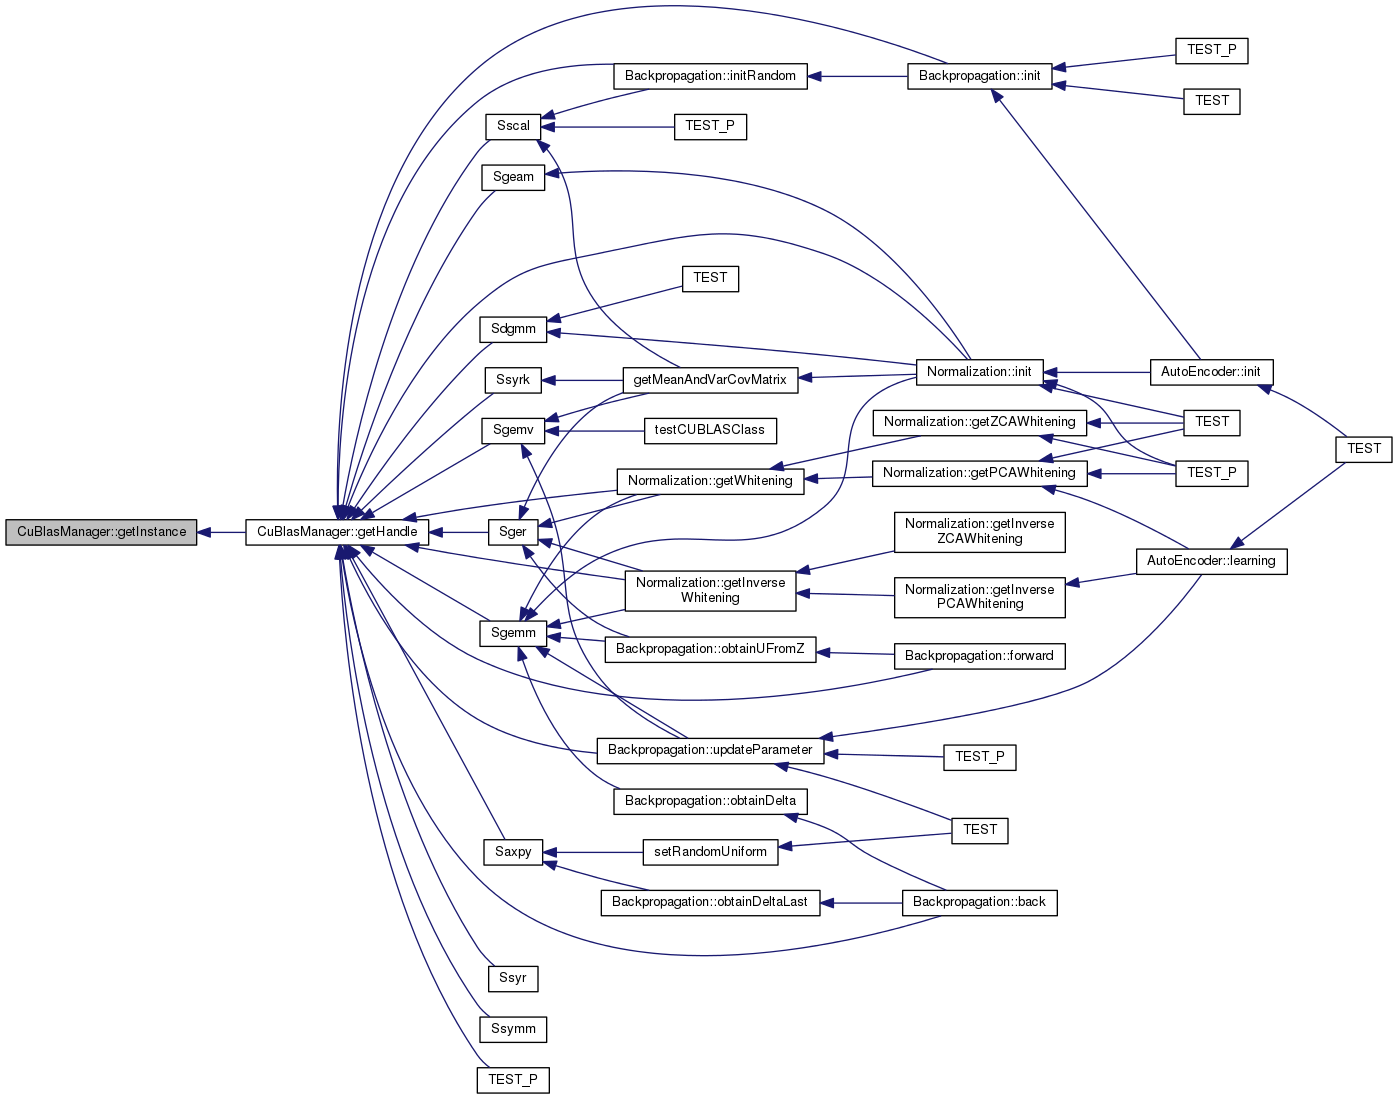 TEST_P
Backpropagation::initRandom
Backpropagation::init
TEST
Sscal
TEST_P
Sgeam
TEST
Sdgmm
Ssyrk
getMeanAndVarCovMatrix
Normalization::init
AutoEncoder::init
Sgemv
testCUBLASClass
Normalization::getZCAWhitening
TEST
TEST
Normalization::getWhitening
Normalization::getPCAWhitening
TEST_P
CuBlasManager::getInstance
CuBlasManager::getHandle
Sger
Normalization::getInverse
ZCAWhitening
AutoEncoder::learning
Normalization::getInverse
Whitening
Normalization::getInverse
PCAWhitening
Sgemm
Backpropagation::obtainUFromZ
Backpropagation::forward
Backpropagation::updateParameter
TEST_P
Backpropagation::obtainDelta
TEST
Saxpy
setRandomUniform
Backpropagation::obtainDeltaLast
Backpropagation::back
Ssyr
Ssymm
TEST_P